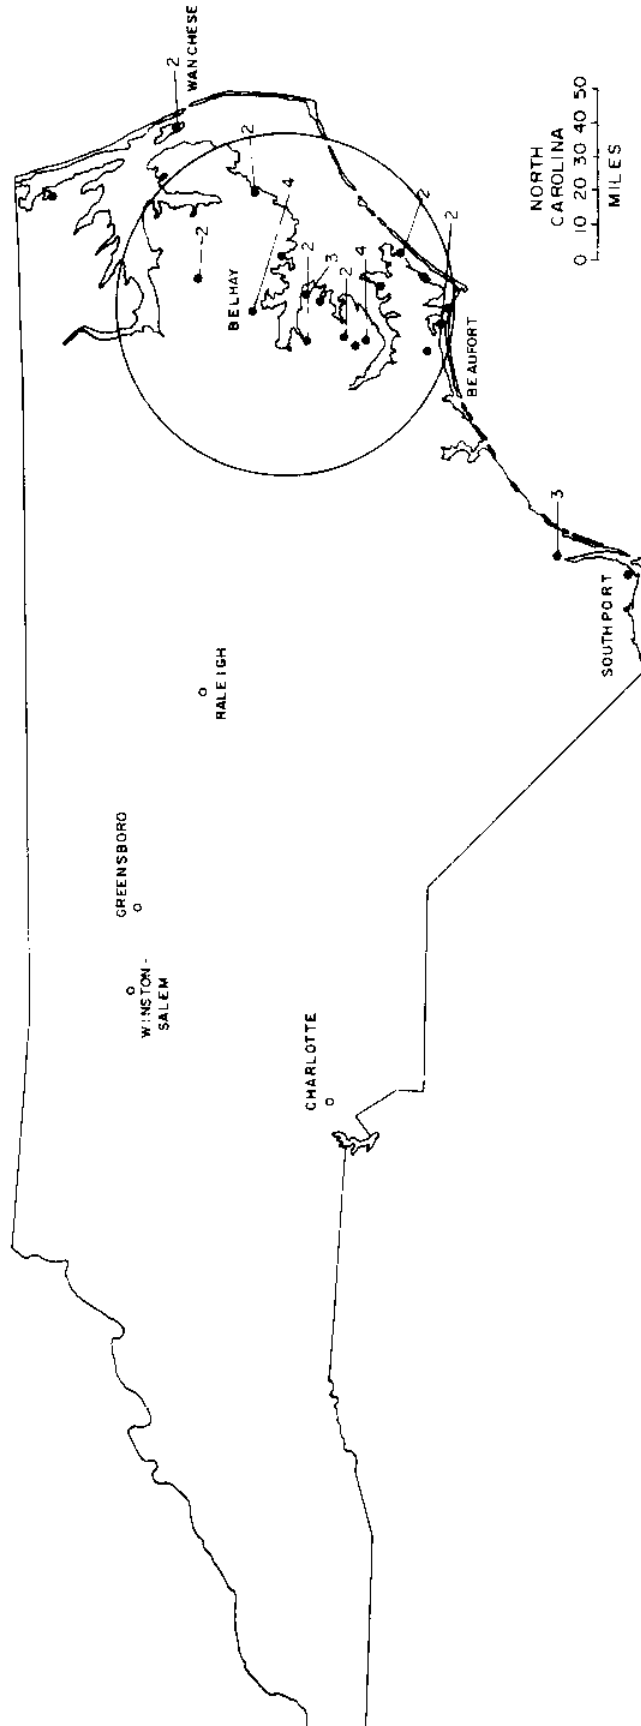 WANCHESE
2
2
4
2
BELHAY
2
3
2
4
2
2
BEAUFORT
3
SOUTHPORT
RALEIGH
GREENSBORO
WINSTON-
SALEM
CHARLOTTE
NORTH
CAROLINA
0 10 20 30 40 50
MILES